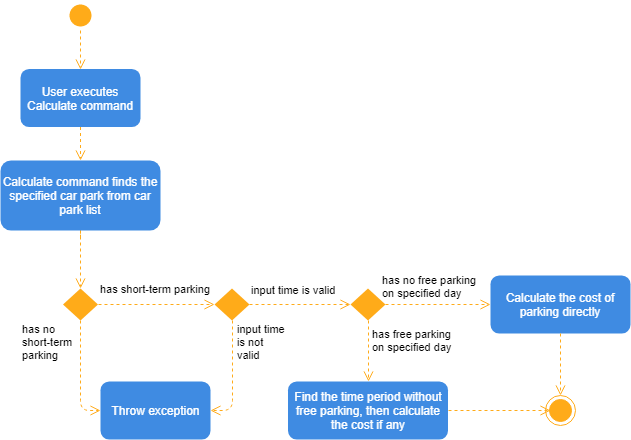 User executes
Calculate command
Calculate command finds the
specified car park from car
park list
has short-term parking
input time is valid
has no free parking
on specified day
Calculate the cost of
parking directly
has no
short-term
parking
input time
is not
valid
has free parking
on specified day
Throw exception
Find the time period without
free parking, then calculate
the cost if any